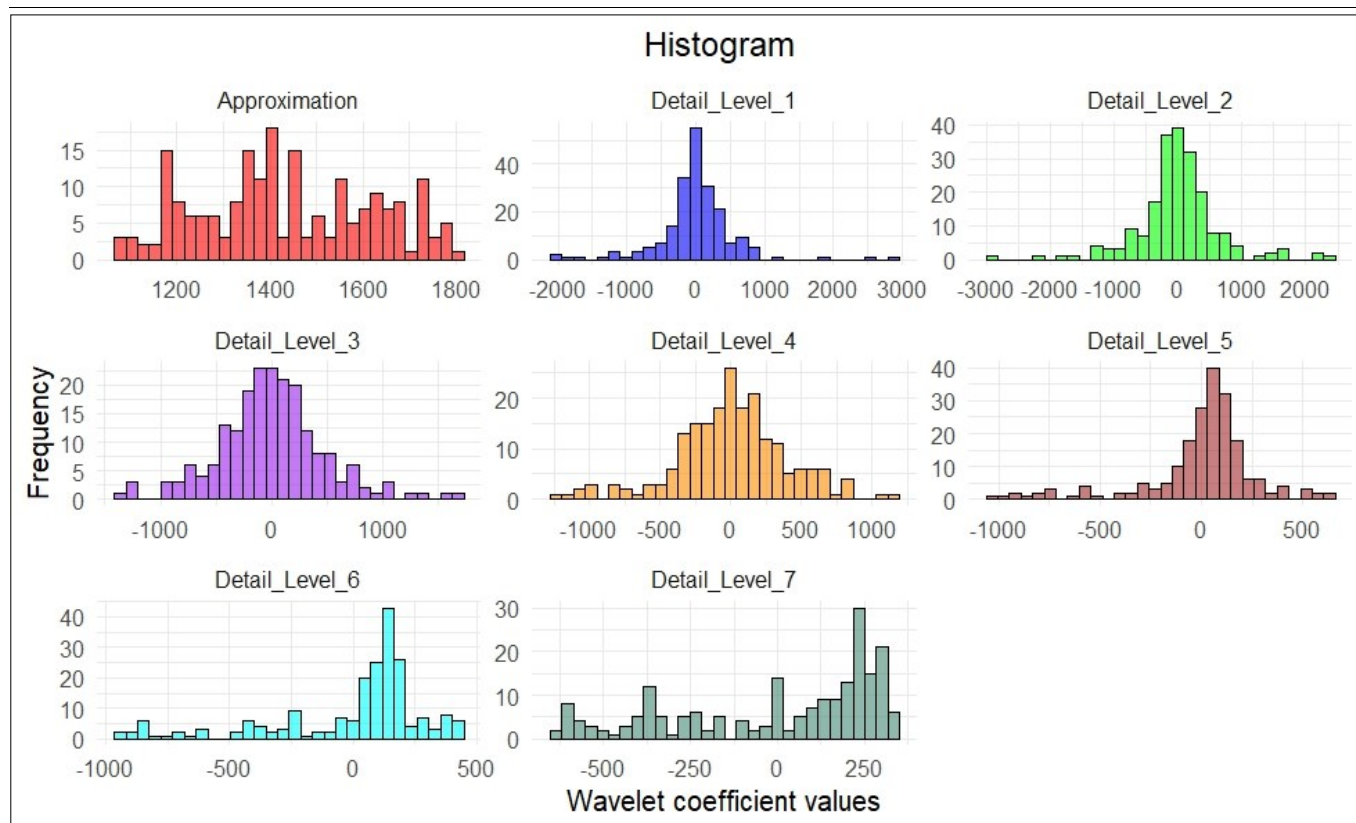 Histogram
Approximation
Detail_Level_1
Detail_Level_2
15
10
5
0
1200 1400 1600 1800
40
20
0
-2000 -1000 0 1000 2000 3000
40
30
20
10
0
-3000 -2000 -1000 0 1000 2000
Detail_Level_3
Detail_Level_4
Detail_Level_5
Frequency
20
15
10
5
0
-1000 0 1000
20
10
0
-1000 -500 0 500 1000
40
30
20
10
0
-1000 -500 0 500
Detail_Level_6
Detail_Level_7
40
30
20
10
0
-1000 -500 0 500
30
20
10
0
-500 -250 0 250
Wavelet coefficient values